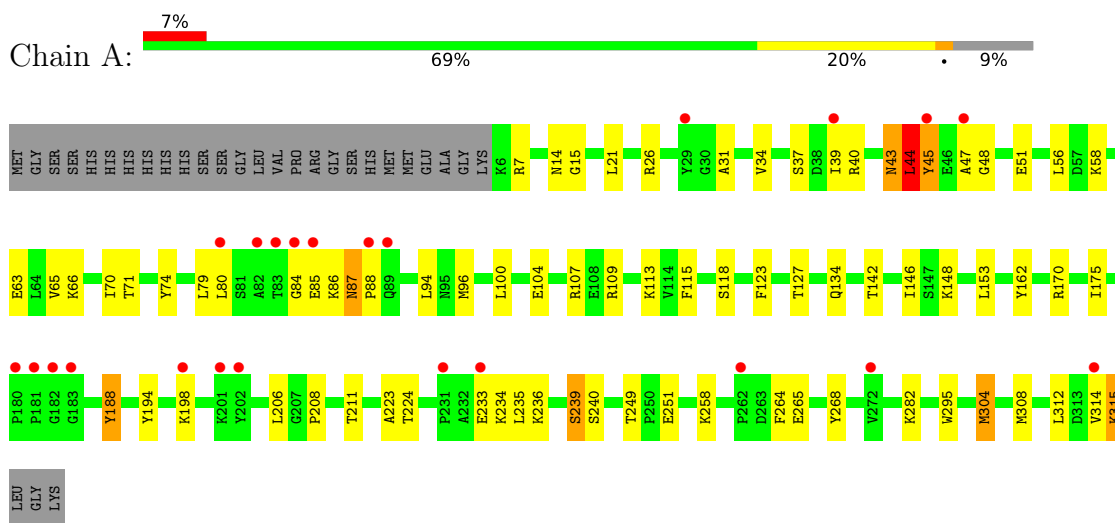 7%
Chain A:
69% 20% • 9%
MET GLY SER SER HIS HIS HIS HIS HIS HIS SER SER GLY LEU VAL PRO ARG GLY SER HIS MET MET GLU ALA GLY LYS K6 R7 N14 G15 L21 R26 Y29 G30 A31 V34 S37 D38 I39 R40 N43 L44 Y45 E46 A47 G48 E51 L56 D57 K58
E63 L64 V65 K66 I70 T71 Y74 L79 L80 S81 A82 T83 G84 E85 K86 N87 P88 Q89 L94 N95 M96 L100 E104 R107 E108 R109 K113 V114 F115 S118 F123 T127 Q134 T142 I146 S147 K148 L153 Y162 R170 I175
P180 P181 G182 G183 Y188 Y194 K198 K201 Y202 L206 G207 P208 T211 A223 T224 P231 A232 E233 K234 L235 K236 S239 S240 T249 P250 E251 K258 P262 D263 F264 E265 Y268 V272 K282 W295 M304 M308 L312 D313 V314 K315
LEU GLY LYS